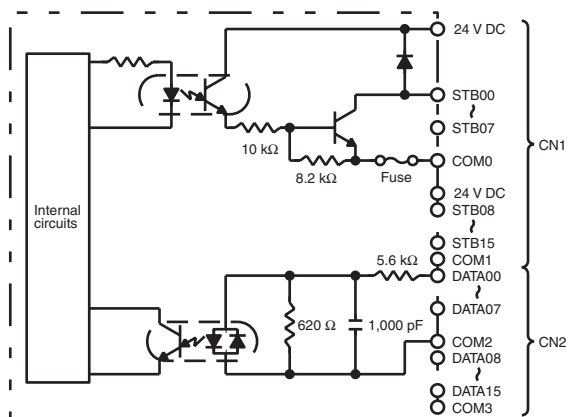 24 V DC
STB00
STB07
CN1
10 kΩ
COM0
8.2 kΩ
Fuse
24 V DC
STB08
Internal
circuits
STB15
COM1
5.6 kΩ
DATA00
DATA07
620 Ω
1,000 pF
COM2
CN2
DATA08
DATA15
COM3